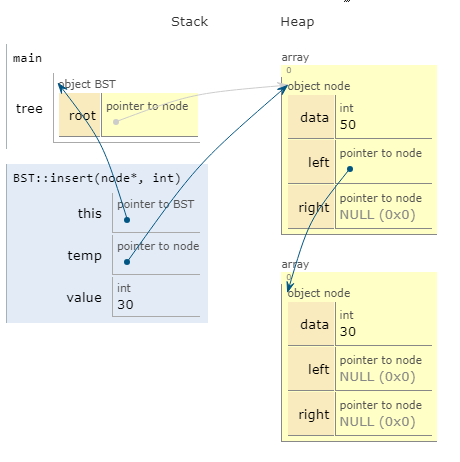 Stack
Heap
main
tree
object BST
root
pointer to node
BST::insert(node*, int)
this
pointer to BST
temp
pointer to node
value
int
30
array
0
object node
data
int
50
left
pointer to node
right
pointer to node
NULL (0x0)
array
0
object node
data
int
30
left
pointer to node
NULL (0x0)
right
pointer to node
NULL (0x0)